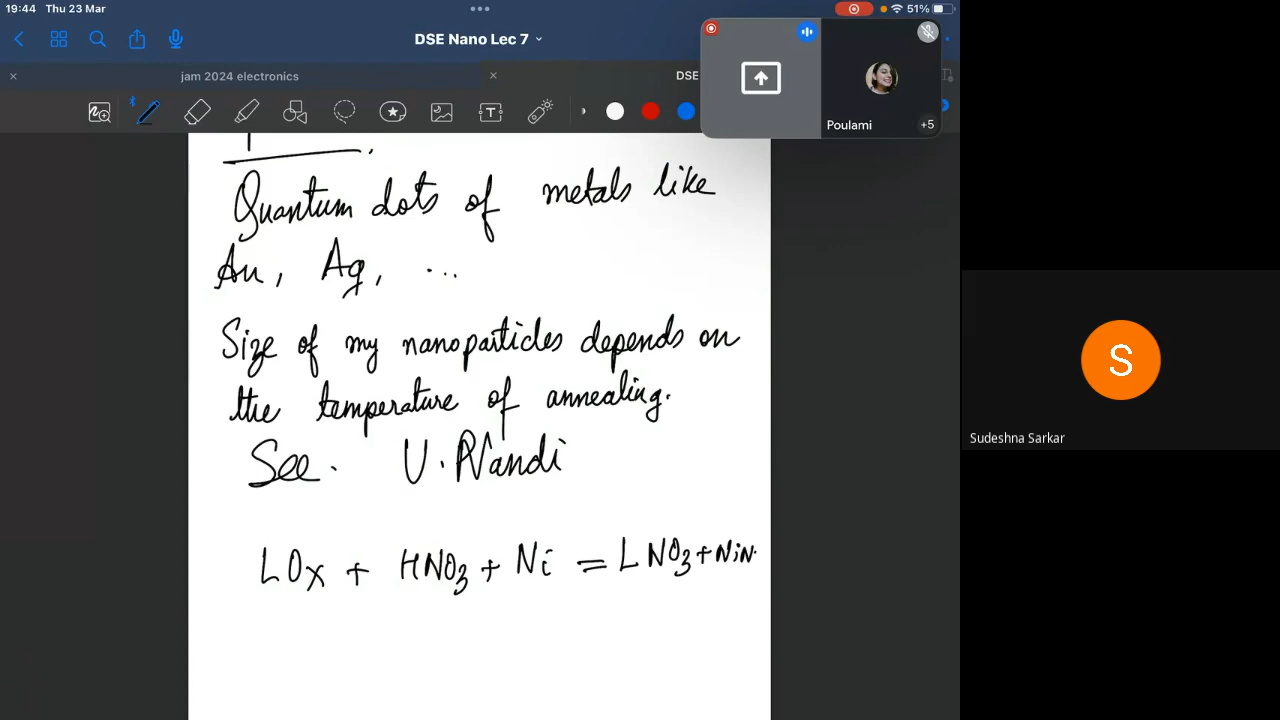 19:44 Thu 23 Mar
51%
DSE Nano Lec 7
jam 2024 electronics
DSE
Poulami
+5
Quantum dots of metals like
Au, Ag, ...
Size of my nanoparticles depends on
the temperature of annealing.
See. U. Nandi
LOx + HNO3 + Ni = LNO3 + NiN
S
Sudeshna Sarkar